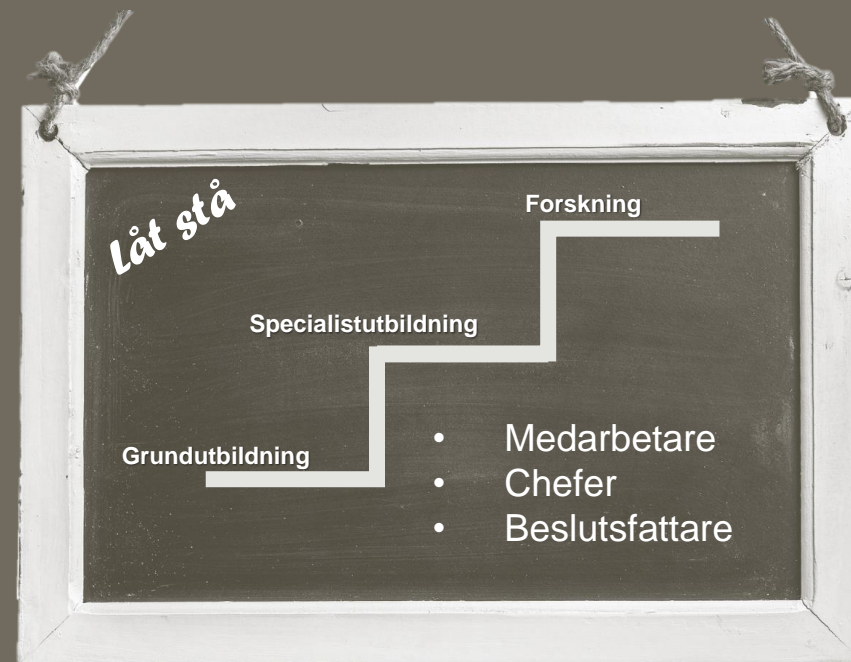 Låt stå
Forskning
Specialistutbildning
Grundutbildning
• Medarbetare
• Chefer
• Beslutsfattare